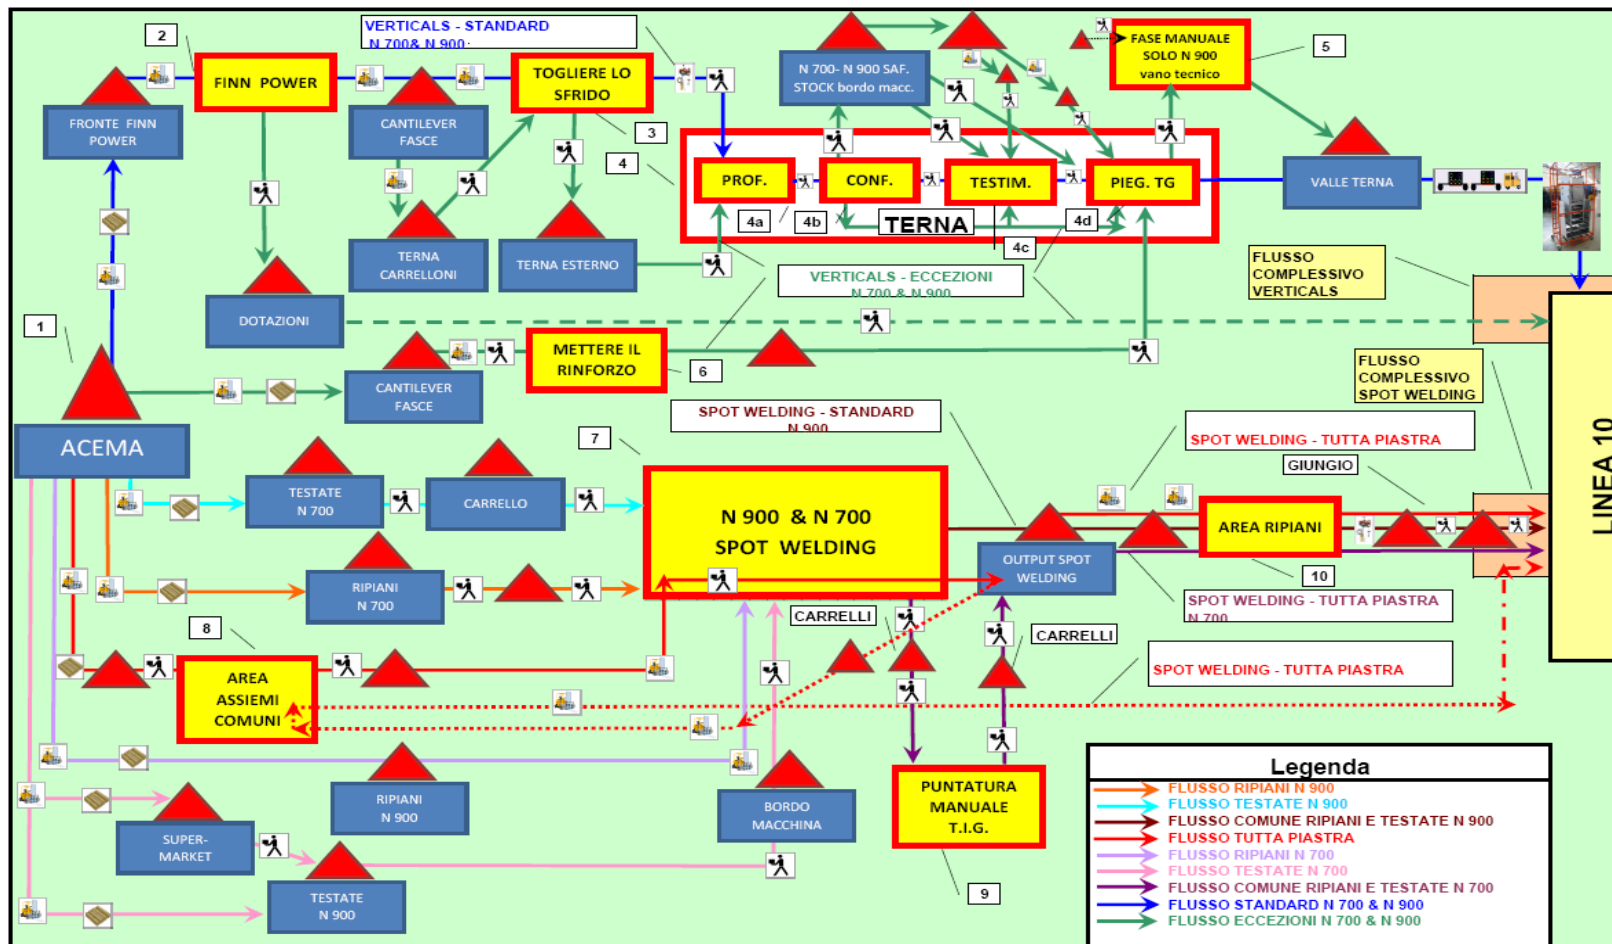 VERTICALS - STANDARD
N 700& N 900
2
FINN POWER
TOGLIERE LO
SFRIDO
N 700- N 900 SAF.
STOCK bordo macc.
FASE MANUALE
SOLO N 900
vano tecnico
5
FRONTE FINN
POWER
CANTILEVER
FASCE
3
4
PROF.
CONF.
TESTIM.
PIEG. TG
VALLE TERNA
4a
4b
TERNA
4c
4d
TERNA
CARRELLONI
TERNA ESTERNO
VERTICALS - ECCEZIONI
N 700 & N 900
FLUSSO
COMPLESSIVO
VERTICALS
DOTAZIONI
1
METTERE IL
RINFORZO
6
CANTILEVER
FASCE
FLUSSO
COMPLESSIVO
SPOT WELDING
LINEA 10
ACEMA
SPOT WELDING - STANDARD
N 900
7
SPOT WELDING - TUTTA PIASTRA
GIUNGIO
TESTATE
N 700
CARRELLO
N 900 & N 700
SPOT WELDING
AREA RIPIANI
OUTPUT SPOT
WELDING
10
RIPIANI
N 700
SPOT WELDING - TUTTA PIASTRA
N 700
8
CARRELLI
CARRELLI
SPOT WELDING - TUTTA PIASTRA
AREA
ASSIEMI
COMUNI
RIPIANI
N 900
BORDO
MACCHINA
PUNTATURA
MANUALE
T.I.G.
SUPER-
MARKET
TESTATE
N 900
9
Legenda
FLUSSO RIPIANI N 900
FLUSSO TESTATE N 900
FLUSSO COMUNE RIPIANI E TESTATE N 900
FLUSSO TUTTA PIASTRA
FLUSSO RIPIANI N 700
FLUSSO TESTATE N 700
FLUSSO COMUNE RIPIANI E TESTATE N 700
FLUSSO STANDARD N 700 & N 900
FLUSSO ECCEZIONI N 700 & N 900